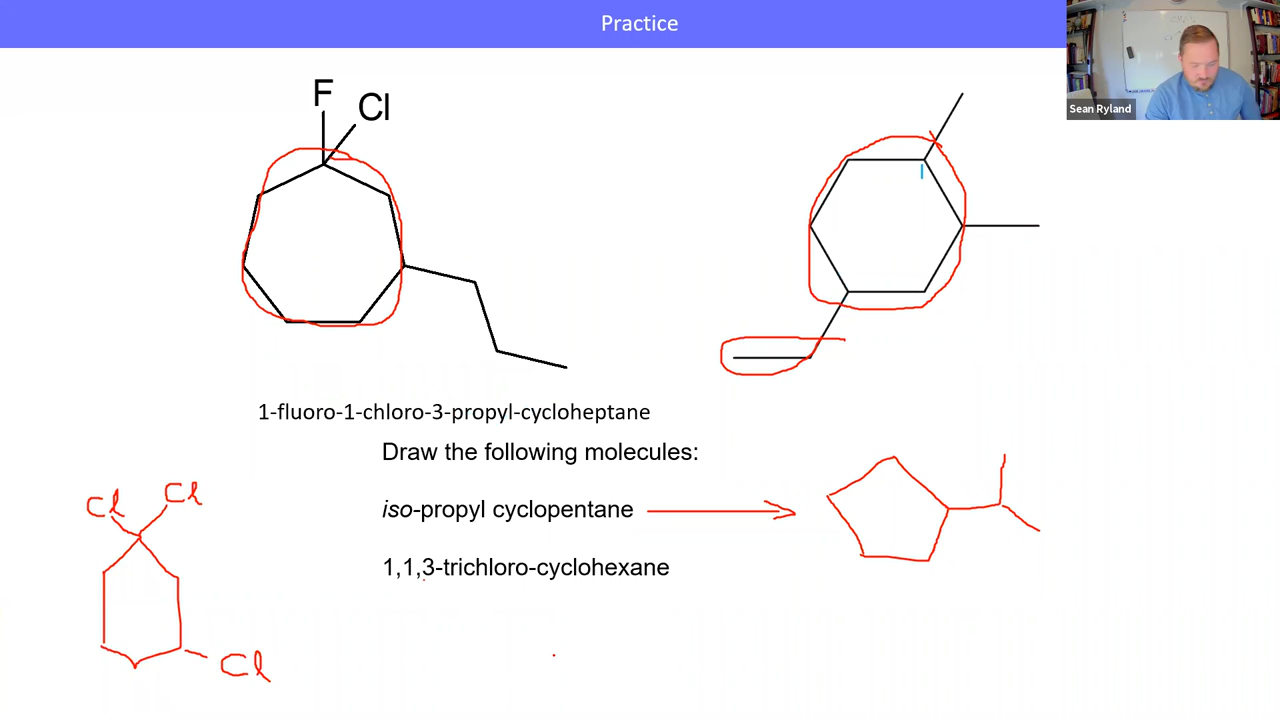 Practice
Sean Ryland
F
Cl
1
1-fluoro-1-chloro-3-propyl-cycloheptane
Draw the following molecules:
iso-propyl cyclopentane
1,1,3-trichloro-cyclohexane
Cl
Cl
Cl